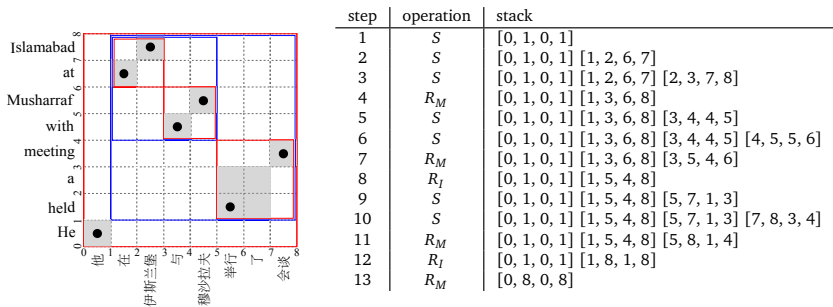 Islamabad
at
Musharraf
with
meeting
a
held
He
0 1 2 3 4 5 6 7 8
0 1 2 3 4 5 6 7 8
他
在
伊斯兰堡
与
穆沙拉夫
举行
了
会谈
step operation stack
1 S [0, 1, 0, 1]
2 S [0, 1, 0, 1] [1, 2, 6, 7]
3 S [0, 1, 0, 1] [1, 2, 6, 7] [2, 3, 7, 8]
4 R_M [0, 1, 0, 1] [1, 3, 6, 8]
5 S [0, 1, 0, 1] [1, 3, 6, 8] [3, 4, 4, 5]
6 S [0, 1, 0, 1] [1, 3, 6, 8] [3, 4, 4, 5] [4, 5, 5, 6]
7 R_M [0, 1, 0, 1] [1, 3, 6, 8] [3, 5, 4, 6]
8 R_I [0, 1, 0, 1] [1, 5, 4, 8]
9 S [0, 1, 0, 1] [1, 5, 4, 8] [5, 7, 1, 3]
10 S [0, 1, 0, 1] [1, 5, 4, 8] [5, 7, 1, 3] [7, 8, 3, 4]
11 R_M [0, 1, 0, 1] [1, 5, 4, 8] [5, 8, 1, 4]
12 R_I [0, 1, 0, 1] [1, 8, 1, 8]
13 R_M [0, 8, 0, 8]